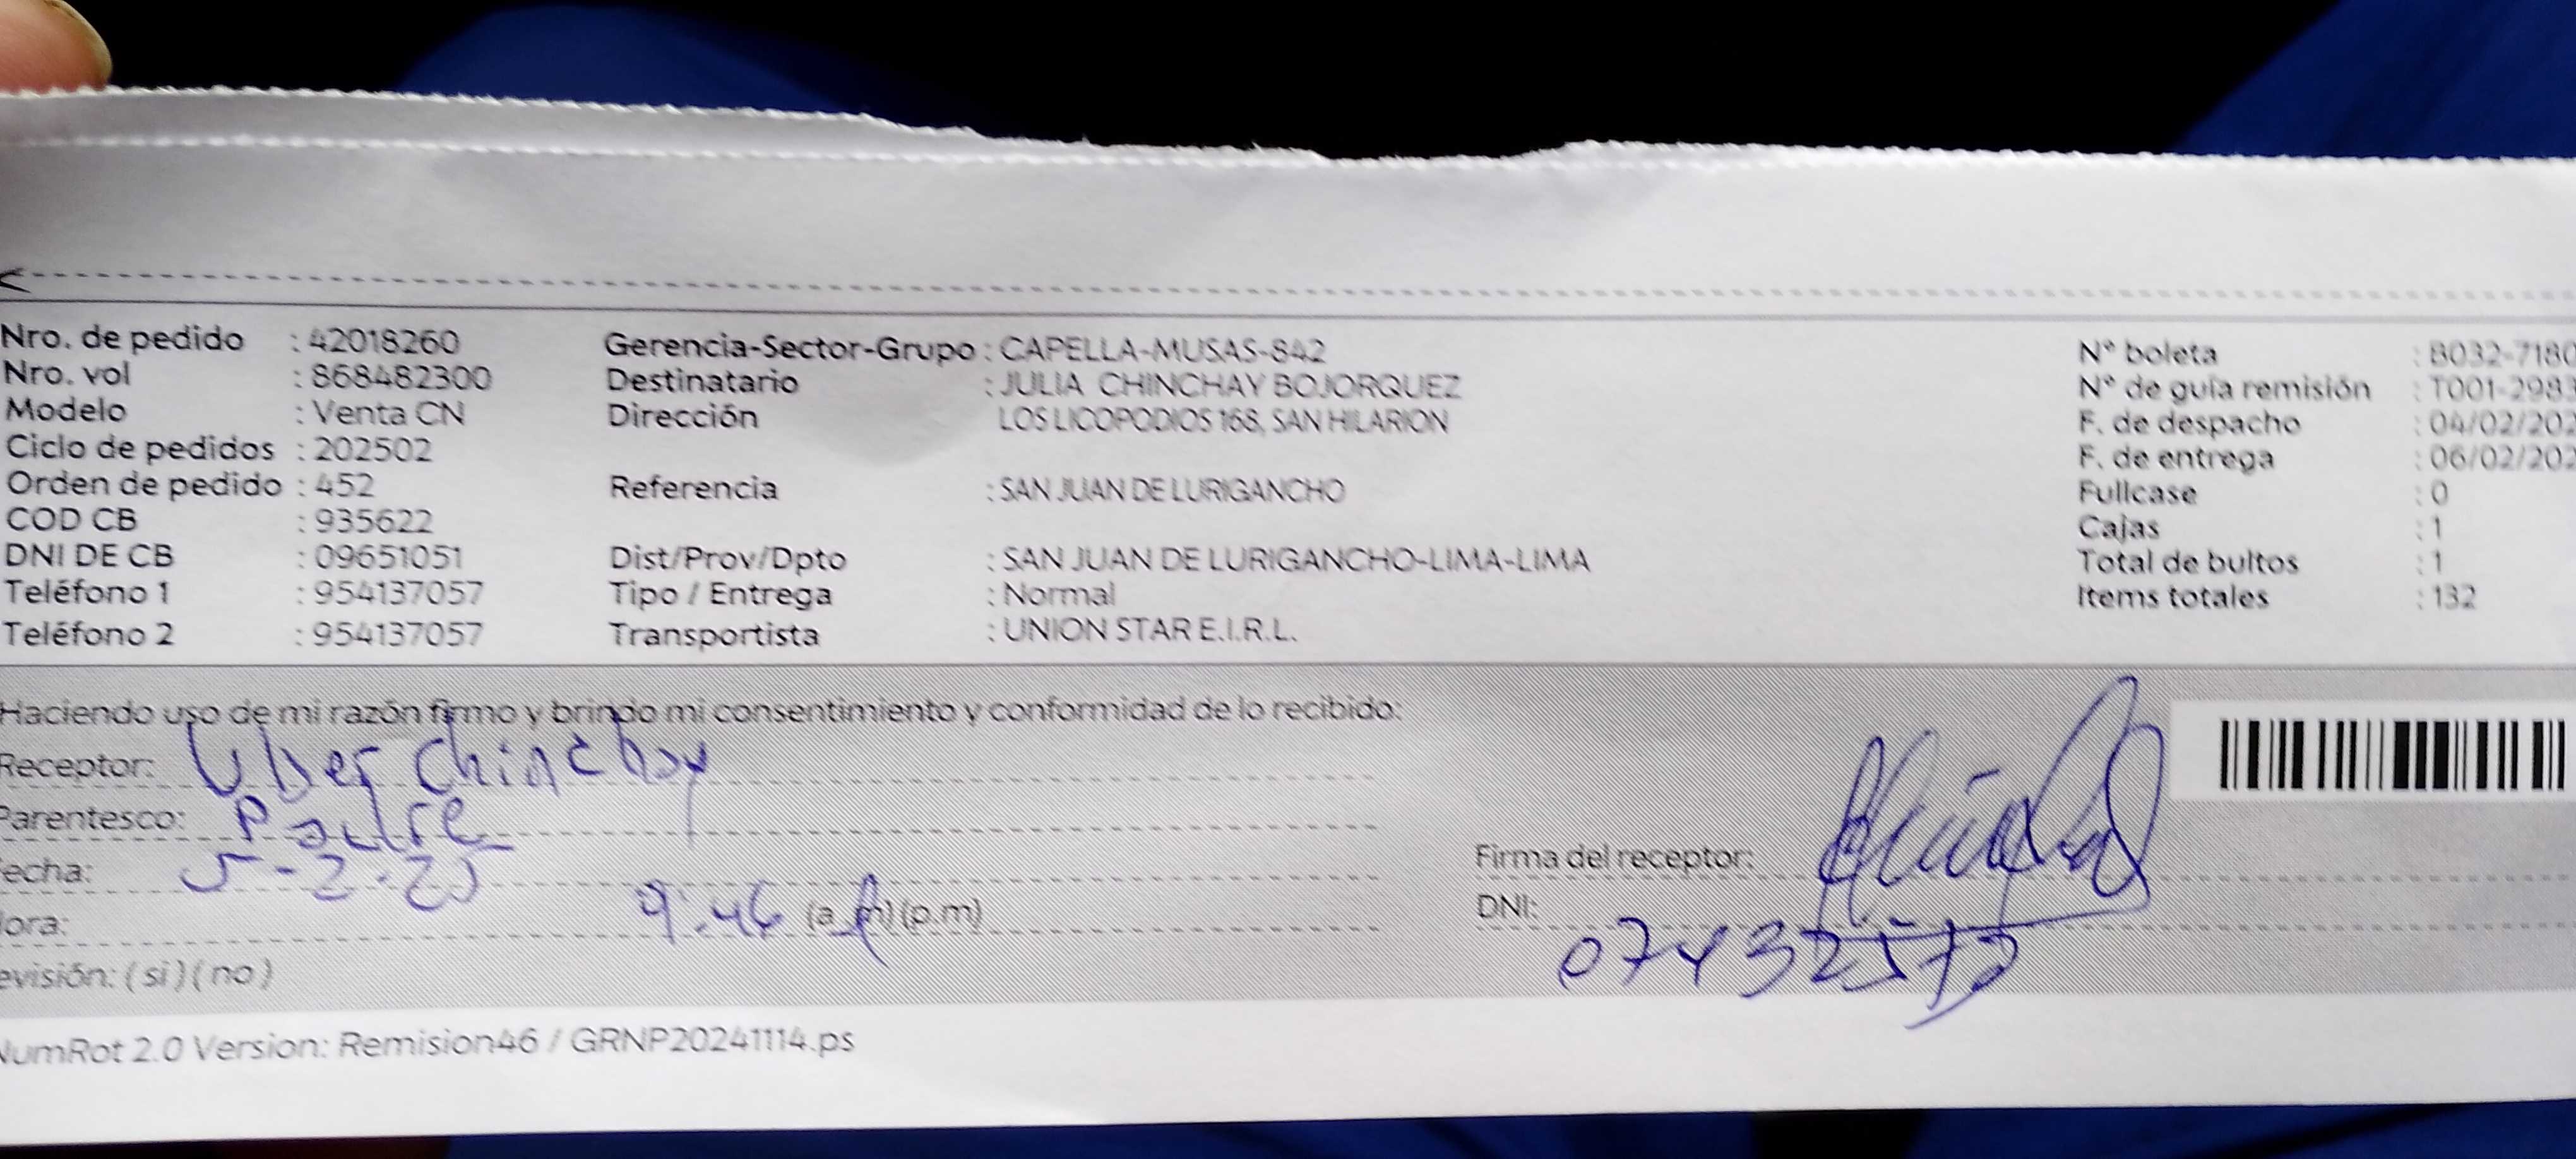 Nro. de pedido : 42018260 Gerencia-Sector-Grupo : CAPELLA-MUSAS-842 N° boleta : B032-7180
Nro. vol : 868482300 Destinatario : JULIA CHINCHAY BOJORQUEZ N° de guía remisión : T001-2983
Modelo : Venta CN Dirección LOS LICOPODIOS 168, SAN HILARION F. de despacho : 04/02/202
Ciclo de pedidos : 202502 F. de entrega : 06/02/202
Orden de pedido : 452 Referencia : SAN JUAN DE LURIGANCHO Fullcase : 0
COD CB : 935622 Cajas : 1
DNI DE CB : 09651051 Dist/Prov/Dpto : SAN JUAN DE LURIGANCHO-LIMA-LIMA Total de bultos : 1
Teléfono 1 : 954137057 Tipo / Entrega : Normal Items totales : 132
Teléfono 2 : 954137057 Transportista : UNION STAR E.I.R.L.
Haciendo uso de mi razón firmo y brindo mi consentimiento y conformidad de lo recibido:
Receptor: Uber Chinchay
Parentesco: Padre
echa: 5-2-25 Firma del receptor:
ora: 9:46 (a.m)(p.m) DNI:
07432573
evisión: (si)(no)
NumRot 2.0 Version: Remision46 / GRNP20241114.ps